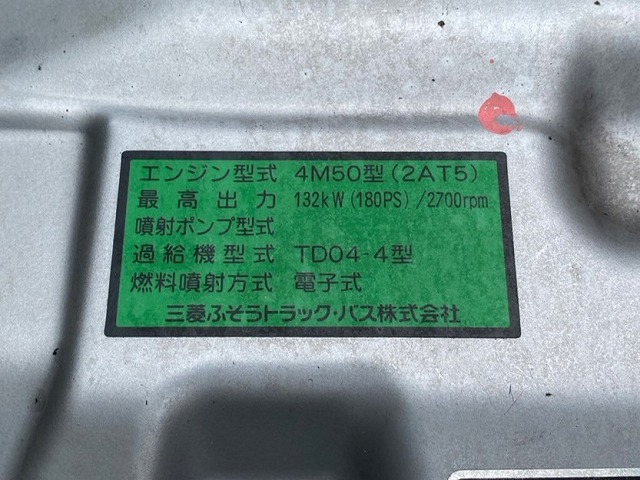 エンジン型式 4M50型(2AT5)
最高出力 132kW(180PS)/2700rpm
噴射ポンプ型式
過給機型式 TD04-4型
燃料噴射方式 電子式
三菱ふそうトラック・バス株式会社